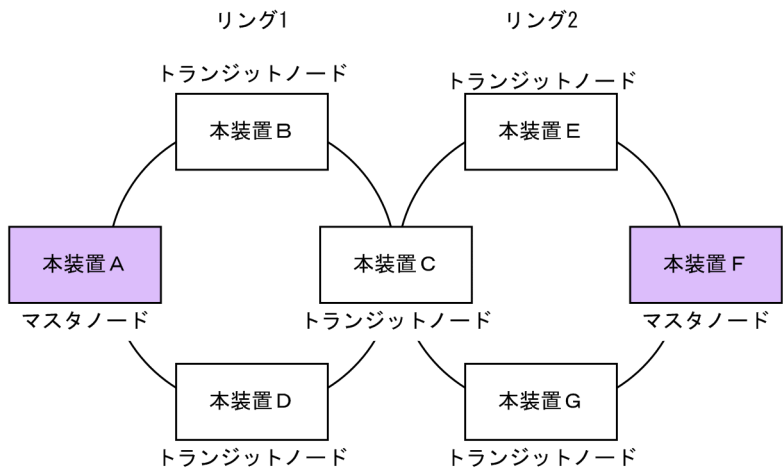 リング1
リング2
トランジットノード
トランジットノード
本装置B
本装置E
本装置A
本装置C
本装置F
マスタノード
トランジットノード
マスタノード
本装置D
本装置G
トランジットノード
トランジットノード